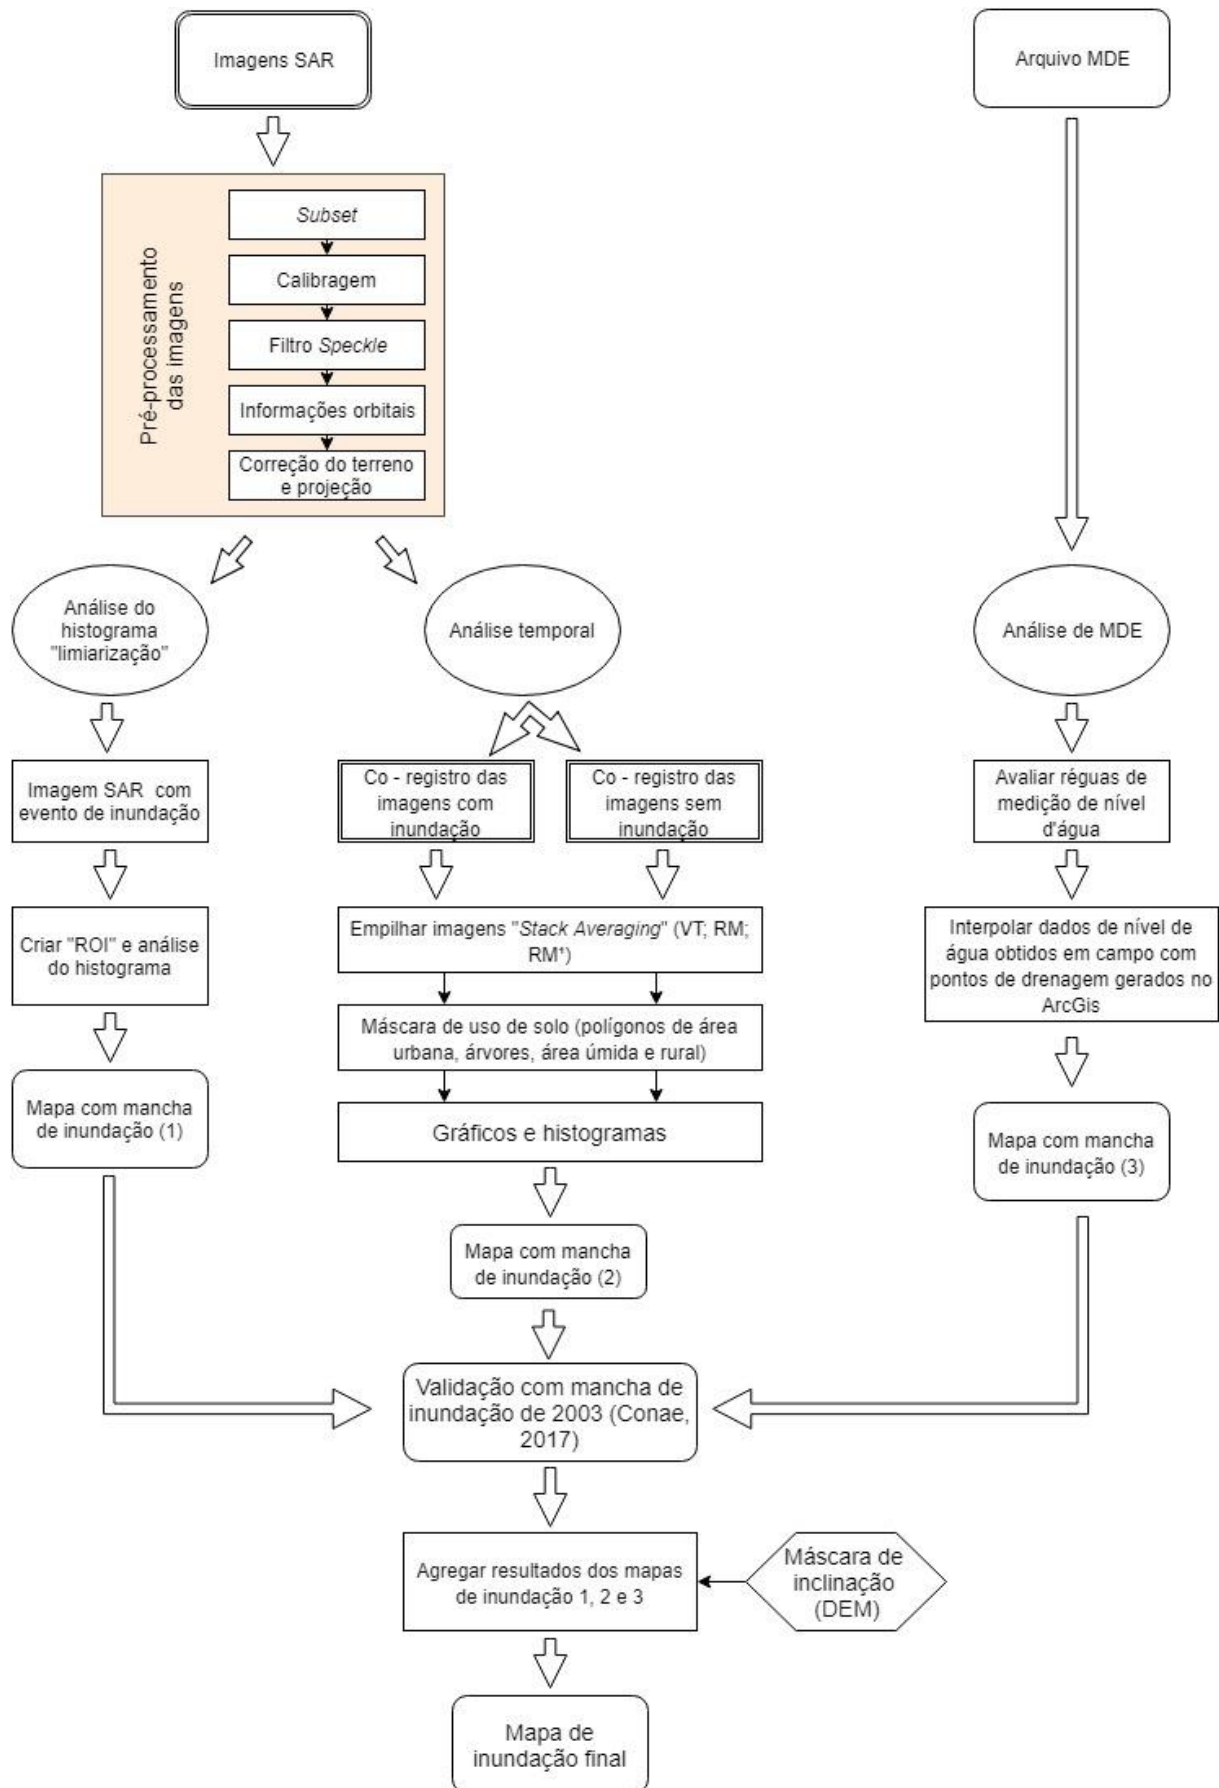 Imagens SAR
Arquivo MDE
Pré-processamento
das imagens
Subset
Calibragem
Filtro Speckle
Informações orbitais
Correção do terreno
e projeção
Análise do
histograma
"limiarização"
Análise temporal
Análise de MDE
Imagem SAR com
evento de inundação
Co - registro das
imagens com
inundação
Co - registro das
imagens sem
inundação
Avaliar réguas de
medição de nível
d'água
Criar "ROI" e análise
do histograma
Empilhar imagens "Stack Averaging" (VT; RM;
RM⁺)
Interpolar dados de nível de
água obtidos em campo com
pontos de drenagem gerados no
ArcGis
Máscara de uso de solo (polígonos de área
urbana, árvores, área úmida e rural)
Mapa com mancha
de inundação (1)
Gráficos e histogramas
Mapa com mancha
de inundação (3)
Mapa com mancha
de inundação (2)
Validação com mancha de
inundação de 2003 (Conae,
2017)
Agregar resultados dos mapas
de inundação 1, 2 e 3
Máscara de
inclinação
(DEM)
Mapa de
inundação final